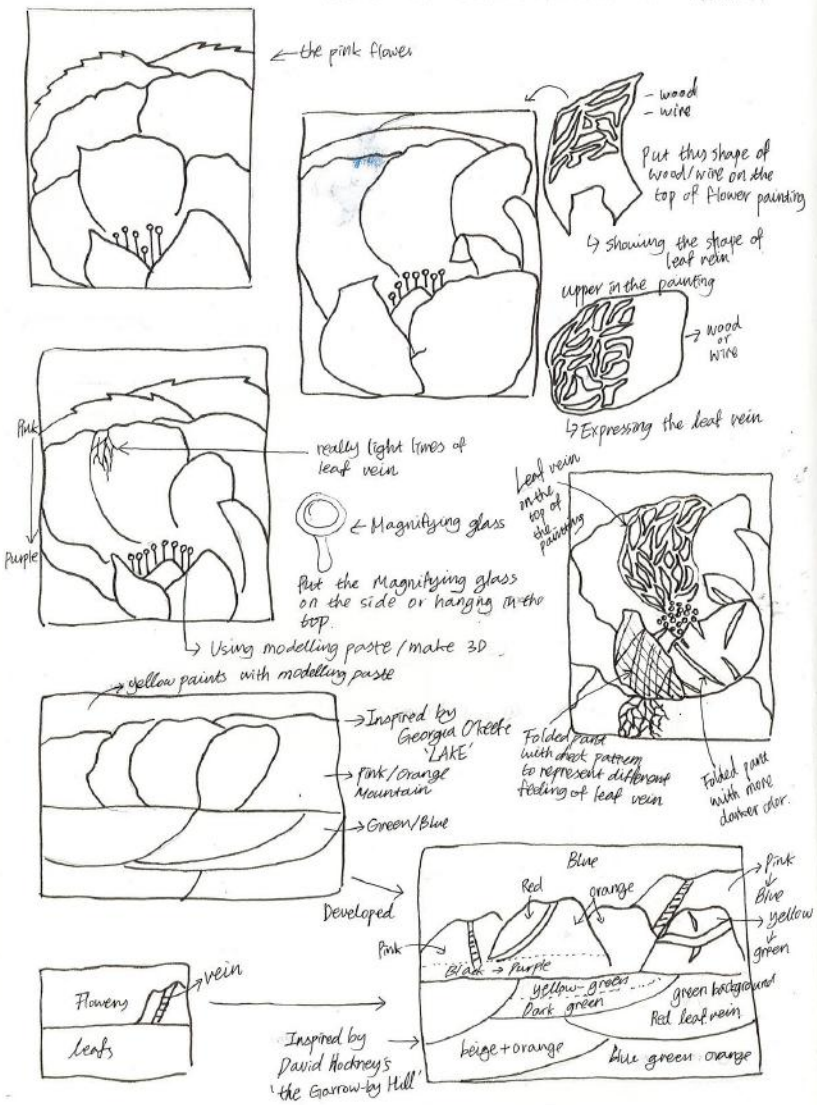 the pink flower
- wood
- wire
Put this shape of
wood/wire on the
top of flower painting
showing the shape of
leaf vein
upper in the painting
wood
or
wire
Expressing the leaf vein
Pink
Purple
really light lines of
leaf vein
Magnifying glass
Put the Magnifying glass
on the side or hanging in the
top.
Using modelling paste / make 3D
Leaf vein
on the
top of
the
painting
Folded part
with check pattern
to represent different
feeling of leaf vein
Folded part
with more
darker color.
yellow paints with modelling paste
Inspired by
Georgia O'keefe
'LAKE'
Pink/Orange
Mountain
Green/Blue
Developed
Blue
Red
orange
Pink
Blue
yellow
green
Pink
Black → Purple
yellow-green
Dark green
green background
Red leaf vein
beige + orange
blue green orange
vein
Flowers
leafs
Inspired by
David Hockney's
'the Garrow-by Hill'